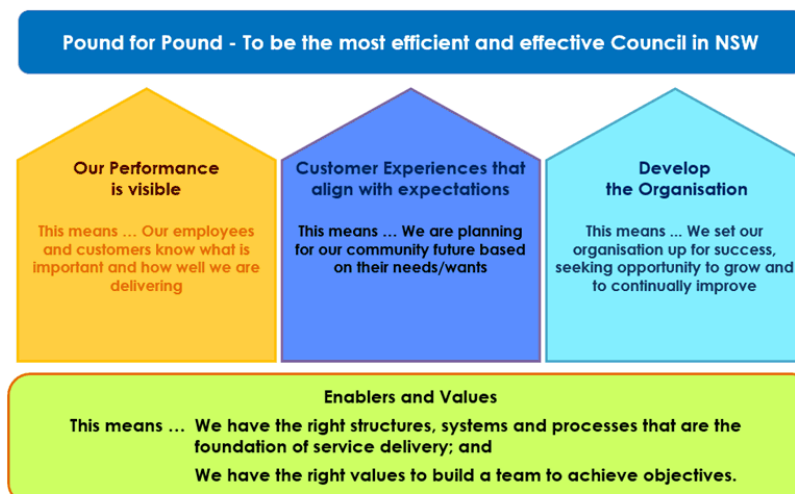 Pound for Pound - To be the most efficient and effective Council in NSW
Our Performance
is visible
This means … Our employees
and customers know what is
important and how well we are
delivering
Customer Experiences that
align with expectations
This means … We are planning
for our community future based
on their needs/wants
Develop
the Organisation
This means ... We set our
organisation up for success,
seeking opportunity to grow and
to continually improve
Enablers and Values
This means … We have the right structures, systems and processes that are the
foundation of service delivery; and
We have the right values to build a team to achieve objectives.